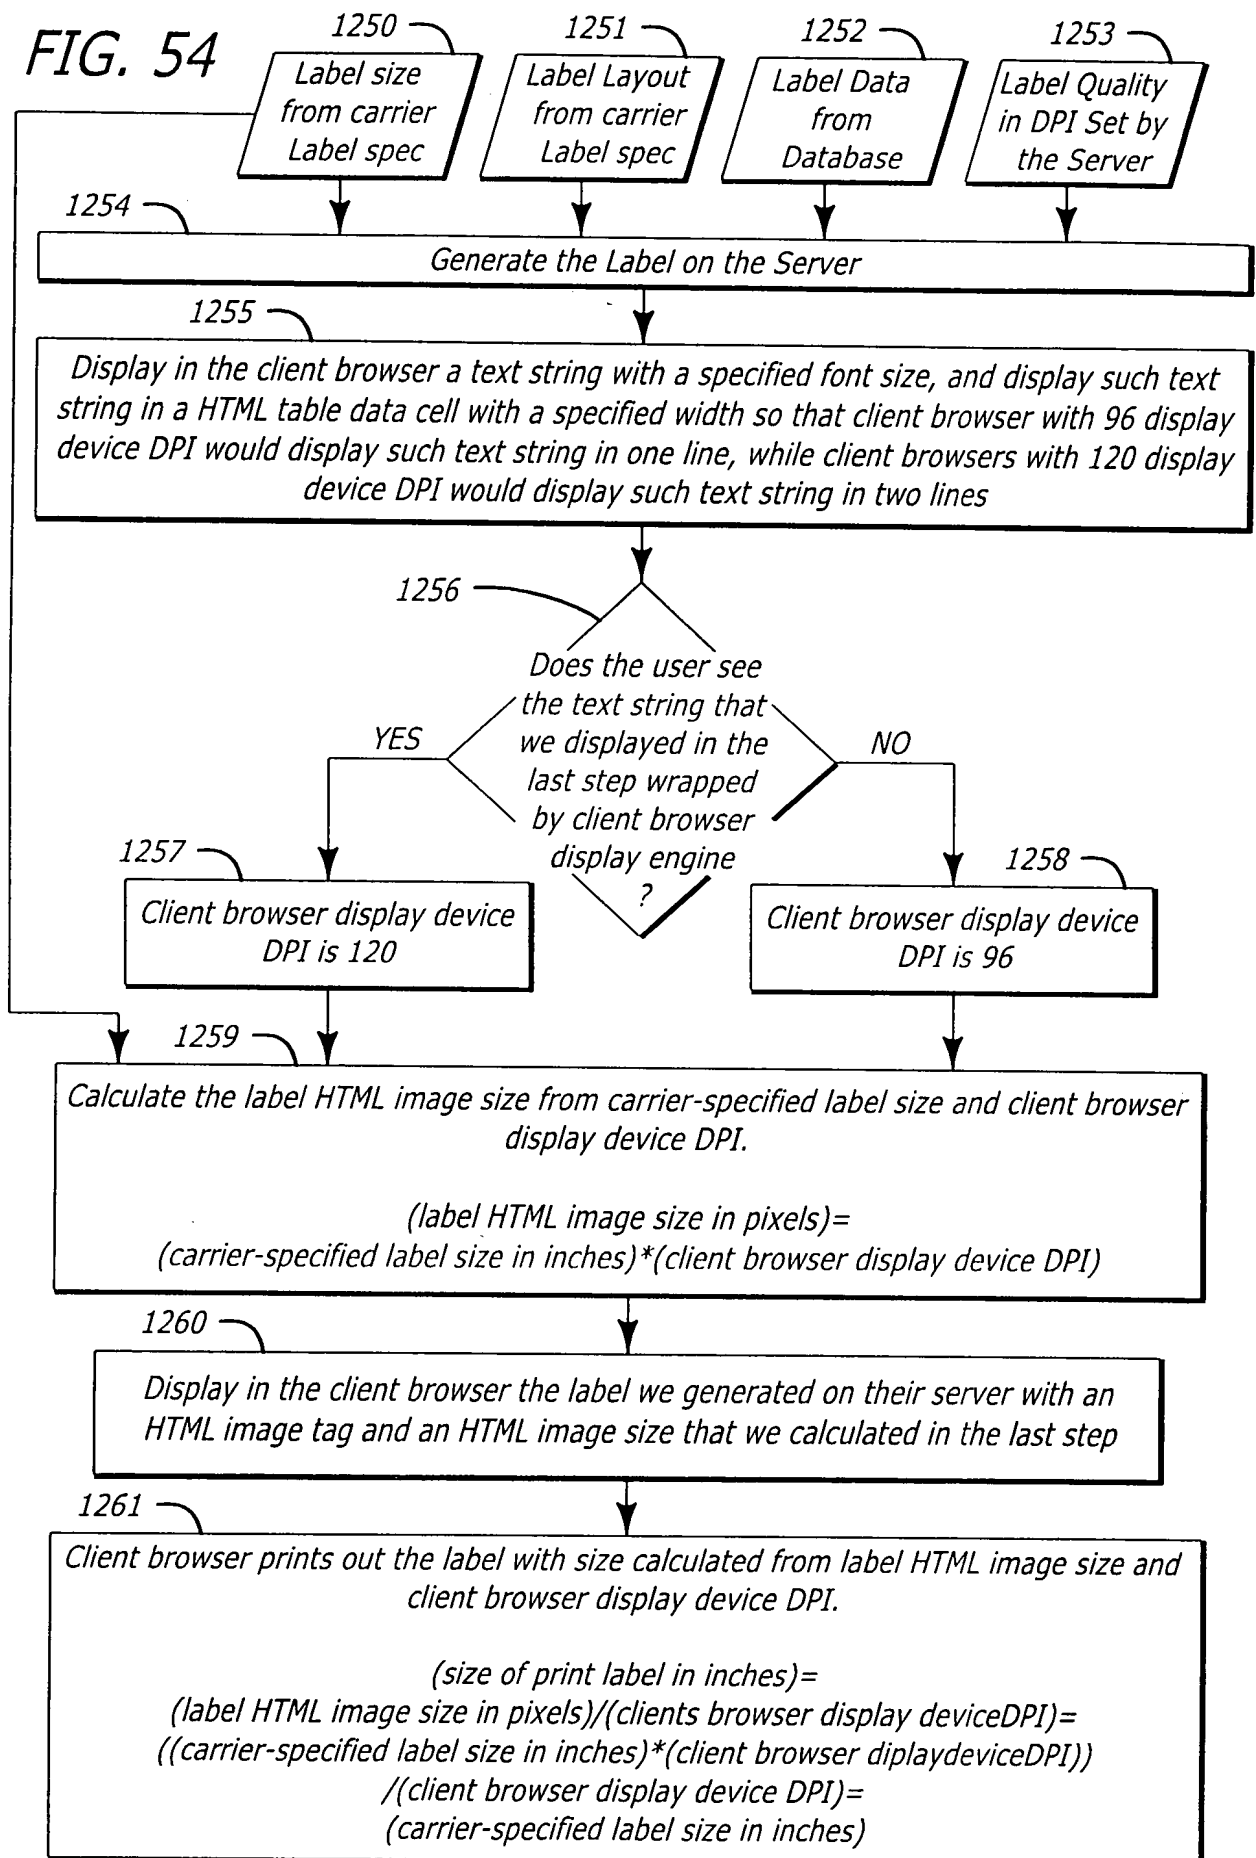 FIG. 54
1250
Label size
from carrier
Label spec
1251
Label Layout
from carrier
Label spec
1252
Label Data
from
Database
1253
Label Quality
in DPI Set by
the Server
1254
Generate the Label on the Server
1255
Display in the client browser a text string with a specified font size, and display such text
string in a HTML table data cell with a specified width so that client browser with 96 display
device DPI would display such text string in one line, while client browsers with 120 display
device DPI would display such text string in two lines
1256
Does the user see
the text string that
we displayed in the
last step wrapped
by client browser
display engine
?
YES
NO
1257
Client browser display device
DPI is 120
1258
Client browser display device
DPI is 96
1259
Calculate the label HTML image size from carrier-specified label size and client browser
display device DPI.
(label HTML image size in pixels)=
(carrier-specified label size in inches)*(client browser display device DPI)
1260
Display in the client browser the label we generated on their server with an
HTML image tag and an HTML image size that we calculated in the last step
1261
Client browser prints out the label with size calculated from label HTML image size and
client browser display device DPI.
(size of print label in inches)=
(label HTML image size in pixels)/(clients browser display deviceDPI)=
((carrier-specified label size in inches)*(client browser diplaydeviceDPI))
/(client browser display device DPI)=
(carrier-specified label size in inches)